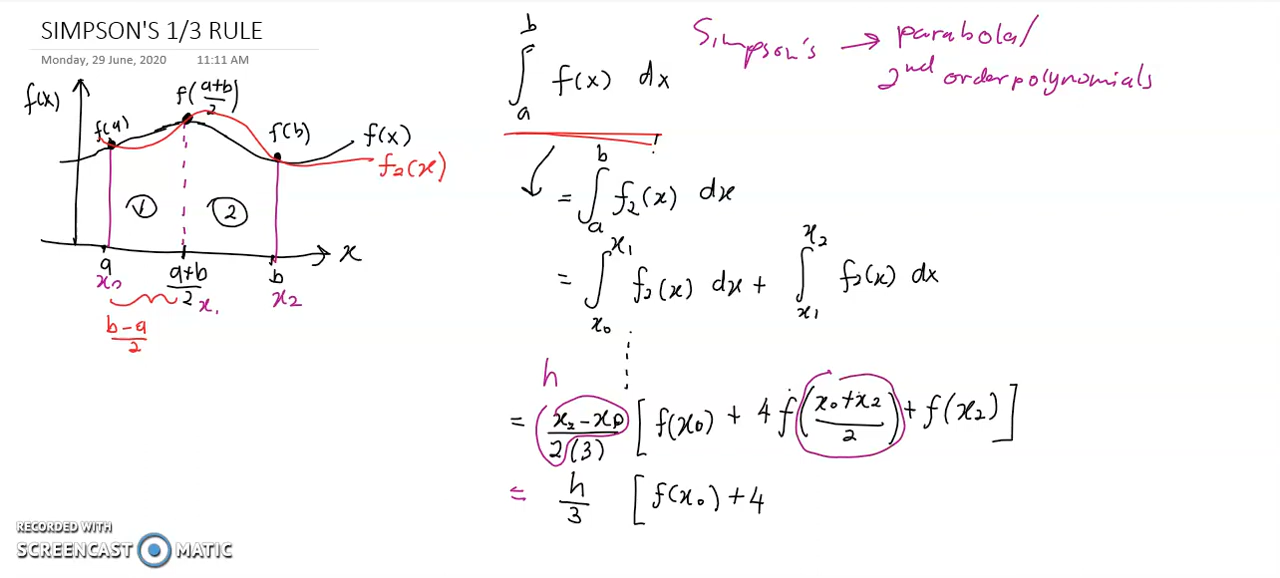 SIMPSON'S 1/3 RULE
Monday, 29 June, 2020 11:11 AM
f(x)
f(a)
f(a+b/2)
f(b)
f(x)
f₂(x)
1
2
x
a
a+b/2
b
x₀
x₁
x₂
b-a/2
Simpson's → parabola/
2nd order polynomials
∫ₐᵇ f(x) dx
= ∫ₐᵇ f₂(x) dx
= ∫ₓ₀ˣ¹ f₂(x) dx + ∫ₓ₁ˣ² f₂(x) dx
h
= x₂-x₀/2(3) [f(x₀) + 4f(x₀+x₂/2) + f(x₂)]
= h/3 [f(x₀) + 4
RECORDED WITH
SCREENCAST MATIC